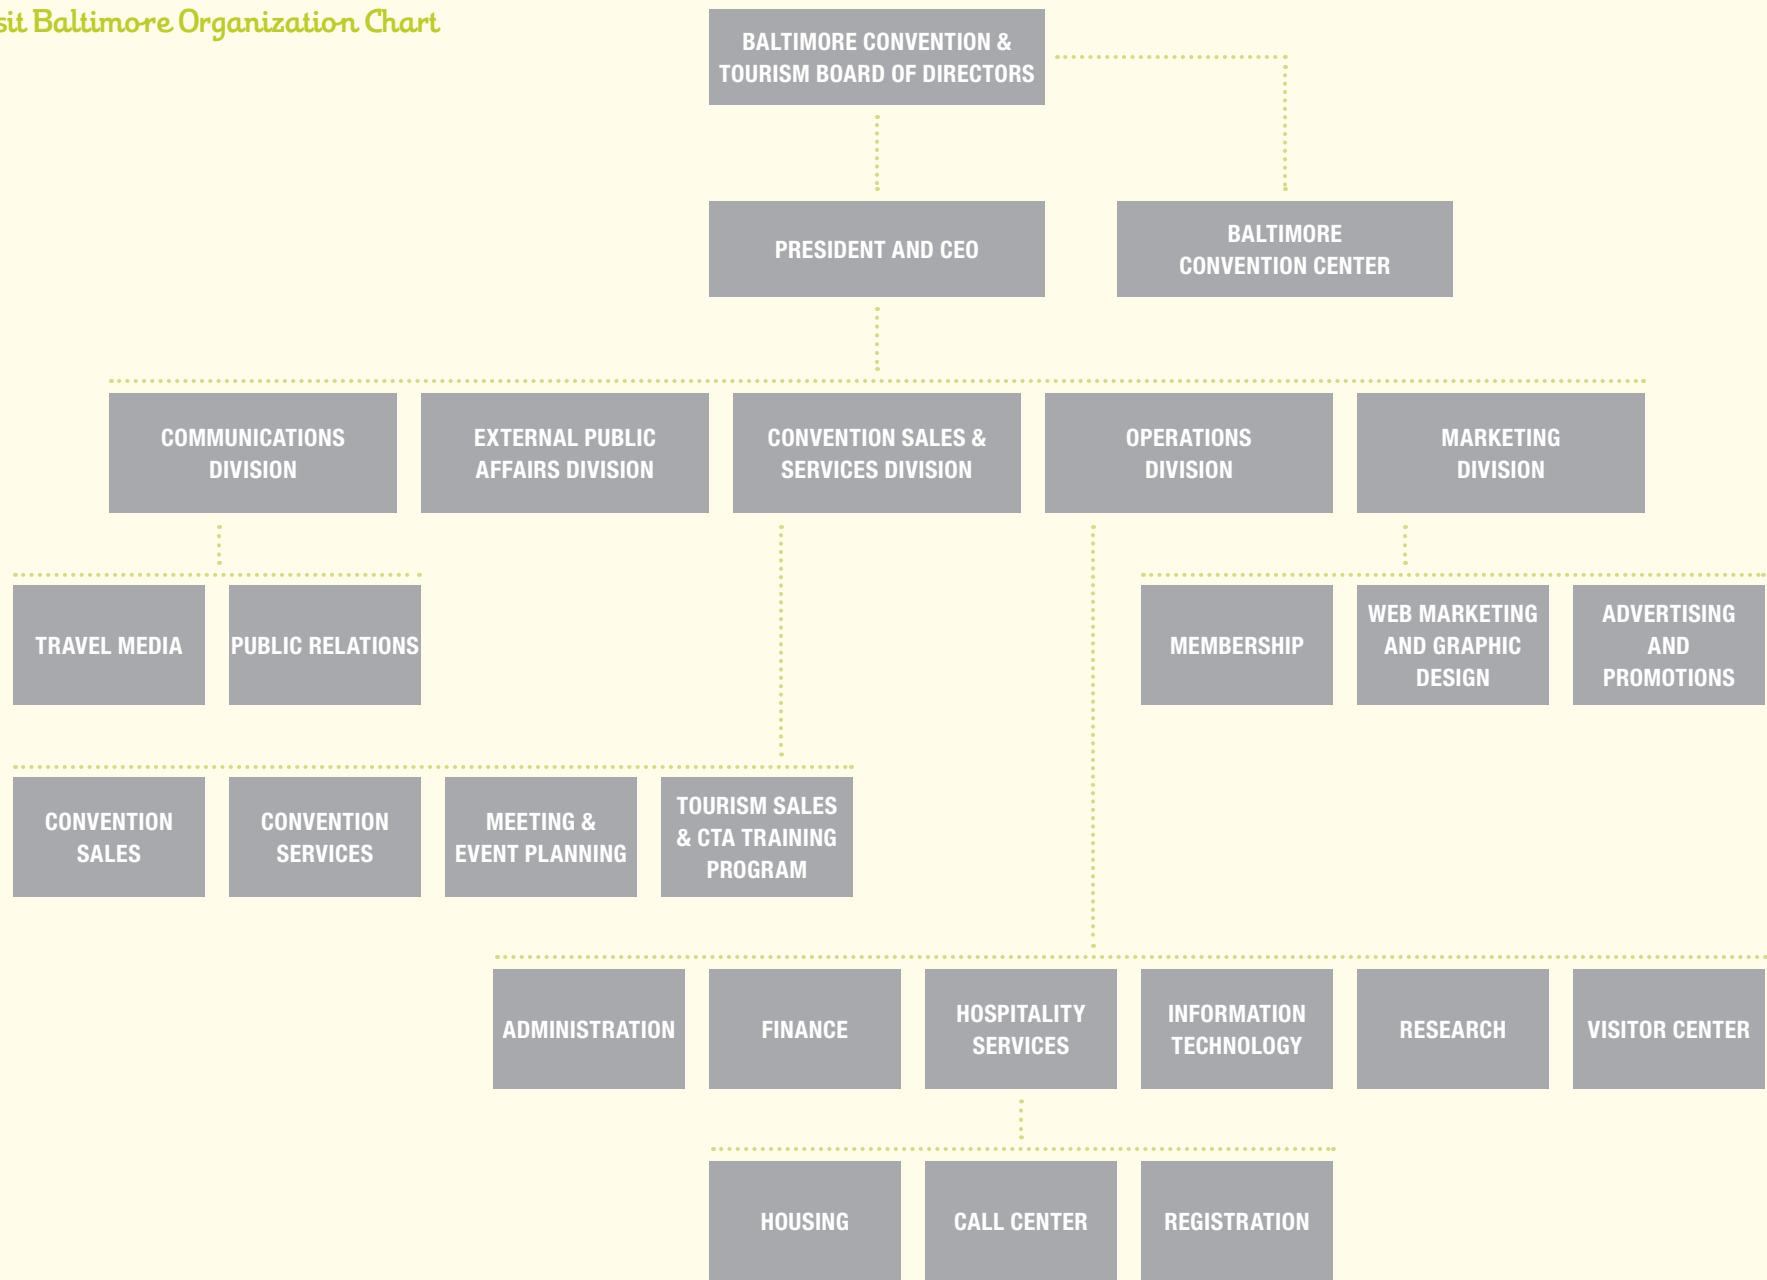 sit Baltimore Organization Chart
BALTIMORE CONVENTION &
TOURISM BOARD OF DIRECTORS
PRESIDENT AND CEO
BALTIMORE
CONVENTION CENTER
COMMUNICATIONS
DIVISION
EXTERNAL PUBLIC
AFFAIRS DIVISION
CONVENTION SALES &
SERVICES DIVISION
OPERATIONS
DIVISION
MARKETING
DIVISION
TRAVEL MEDIA
PUBLIC RELATIONS
MEMBERSHIP
WEB MARKETING
AND GRAPHIC
DESIGN
ADVERTISING
AND
PROMOTIONS
CONVENTION
SALES
CONVENTION
SERVICES
MEETING &
EVENT PLANNING
TOURISM SALES
& CTA TRAINING
PROGRAM
ADMINISTRATION
FINANCE
HOSPITALITY
SERVICES
INFORMATION
TECHNOLOGY
RESEARCH
VISITOR CENTER
HOUSING
CALL CENTER
REGISTRATION